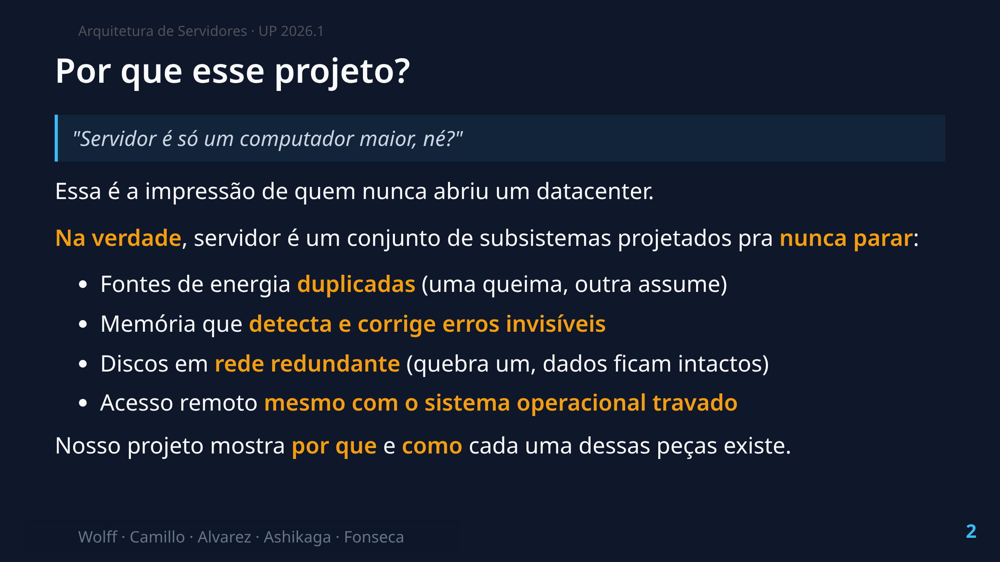 Arquitetura de Servidores · UP 2026.1
Por que esse projeto?
"Servidor é só um computador maior, né?"
Essa é a impressão de quem nunca abriu um datacenter.
Na verdade, servidor é um conjunto de subsistemas projetados pra nunca parar:
• Fontes de energia duplicadas (uma queima, outra assume)
• Memória que detecta e corrige erros invisíveis
• Discos em rede redundante (quebra um, dados ficam intactos)
• Acesso remoto mesmo com o sistema operacional travado
Nosso projeto mostra por que e como cada uma dessas peças existe.
Wolff · Camillo · Alvarez · Ashikaga · Fonseca
2